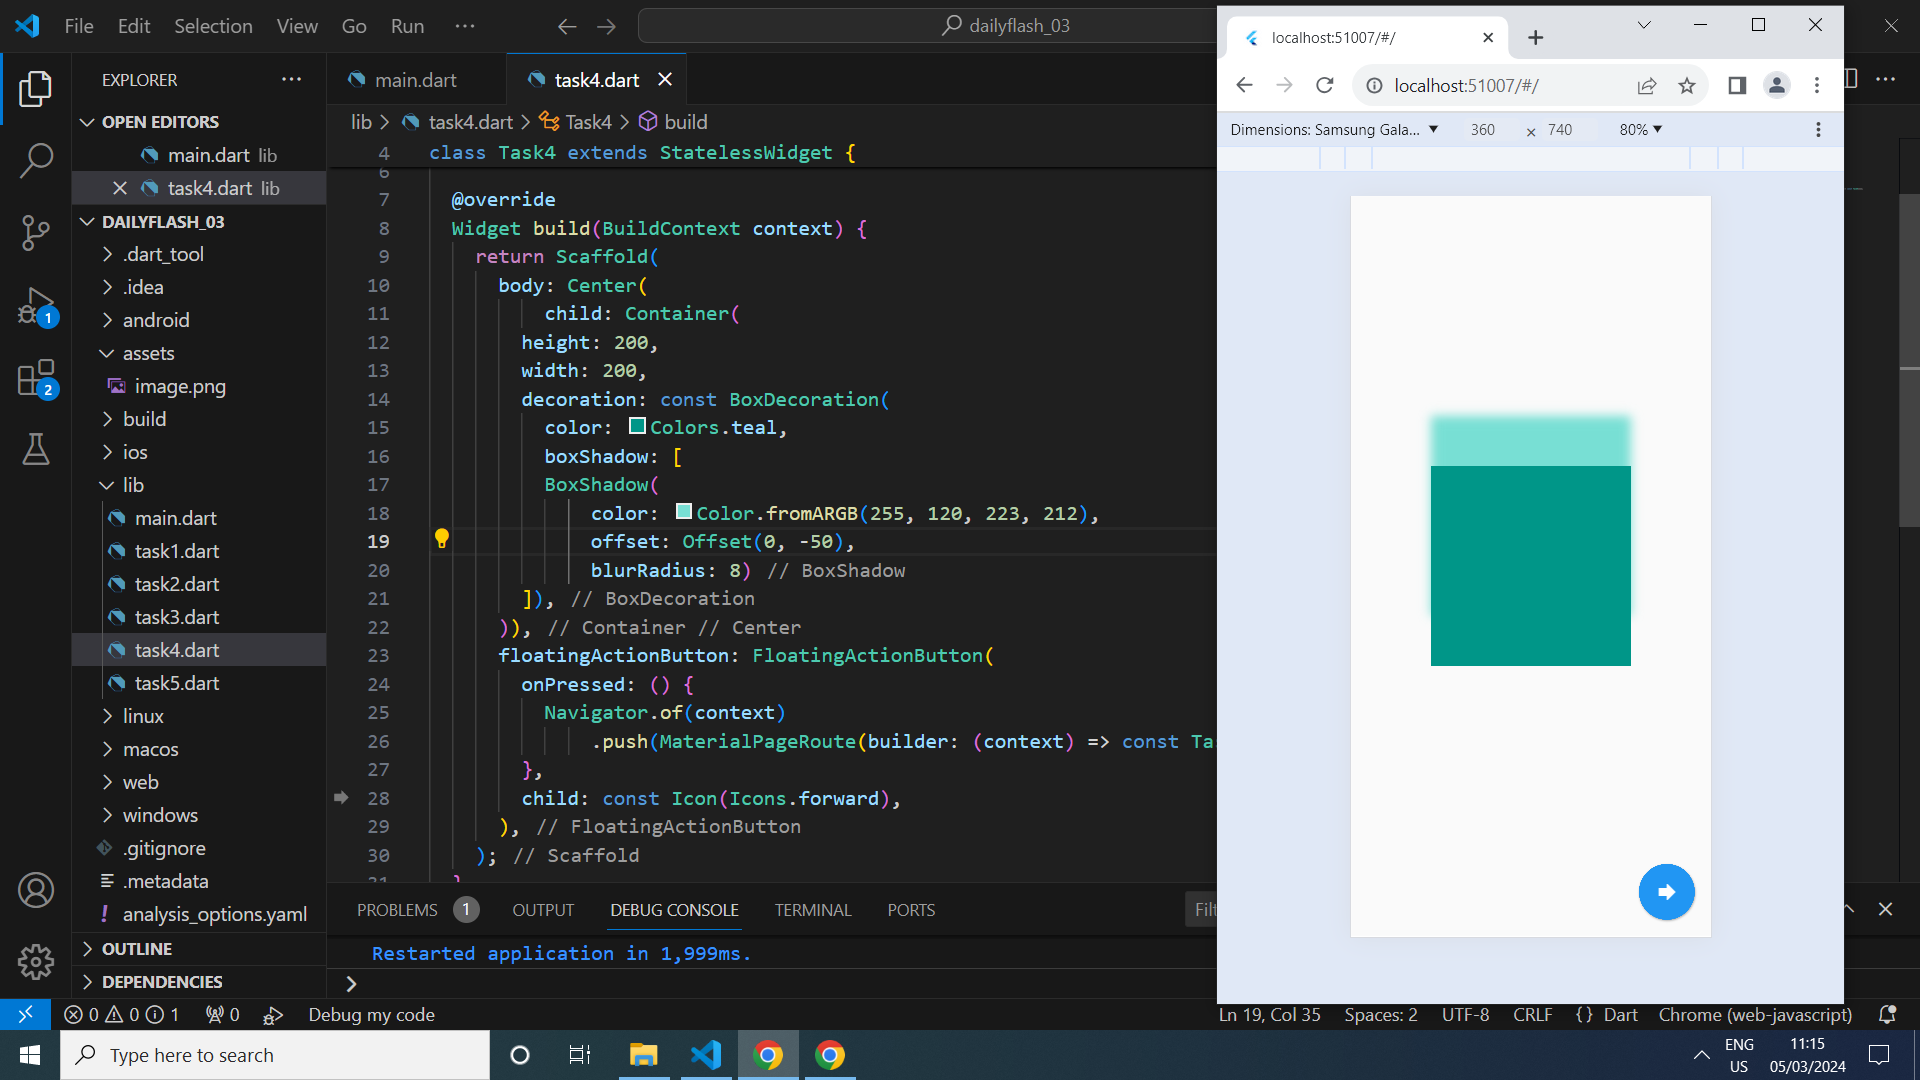 File Edit Selection View Go Run ···
dailyflash_03
EXPLORER ···
OPEN EDITORS
main.dart lib
task4.dart lib
DAILYFLASH_03
.dart_tool
.idea
android
assets
image.png
build
ios
lib
main.dart
task1.dart
task2.dart
task3.dart
task4.dart
task5.dart
linux
macos
web
windows
.gitignore
.metadata
analysis_options.yaml
OUTLINE
DEPENDENCIES
main.dart task4.dart
lib > task4.dart > Task4 > build
4 class Task4 extends StatelessWidget {
6
7 @override
8 Widget build(BuildContext context) {
9 return Scaffold(
10 body: Center(
11 child: Container(
12 height: 200,
13 width: 200,
14 decoration: const BoxDecoration(
15 color: Colors.teal,
16 boxShadow: [
17 BoxShadow(
18 color: Color.fromARGB(255, 120, 223, 212),
19 offset: Offset(0, -50),
20 blurRadius: 8) // BoxShadow
21 ]), // BoxDecoration
22 )), // Container // Center
23 floatingActionButton: FloatingActionButton(
24 onPressed: () {
25 Navigator.of(context)
26 .push(MaterialPageRoute(builder: (context) => const Ta
27 },
28 child: const Icon(Icons.forward),
29 ), // FloatingActionButton
30 ); // Scaffold
31 }
PROBLEMS 1 OUTPUT DEBUG CONSOLE TERMINAL PORTS Filt
Restarted application in 1,999ms.
>
localhost:51007/#/
localhost:51007/#/
Dimensions: Samsung Gala... 360 × 740 80%
1
2
0 0 1 0 Debug my code
Ln 19, Col 35 Spaces: 2 UTF-8 CRLF {} Dart Chrome (web-javascript)
Type here to search
ENG
US
11:15
05/03/2024